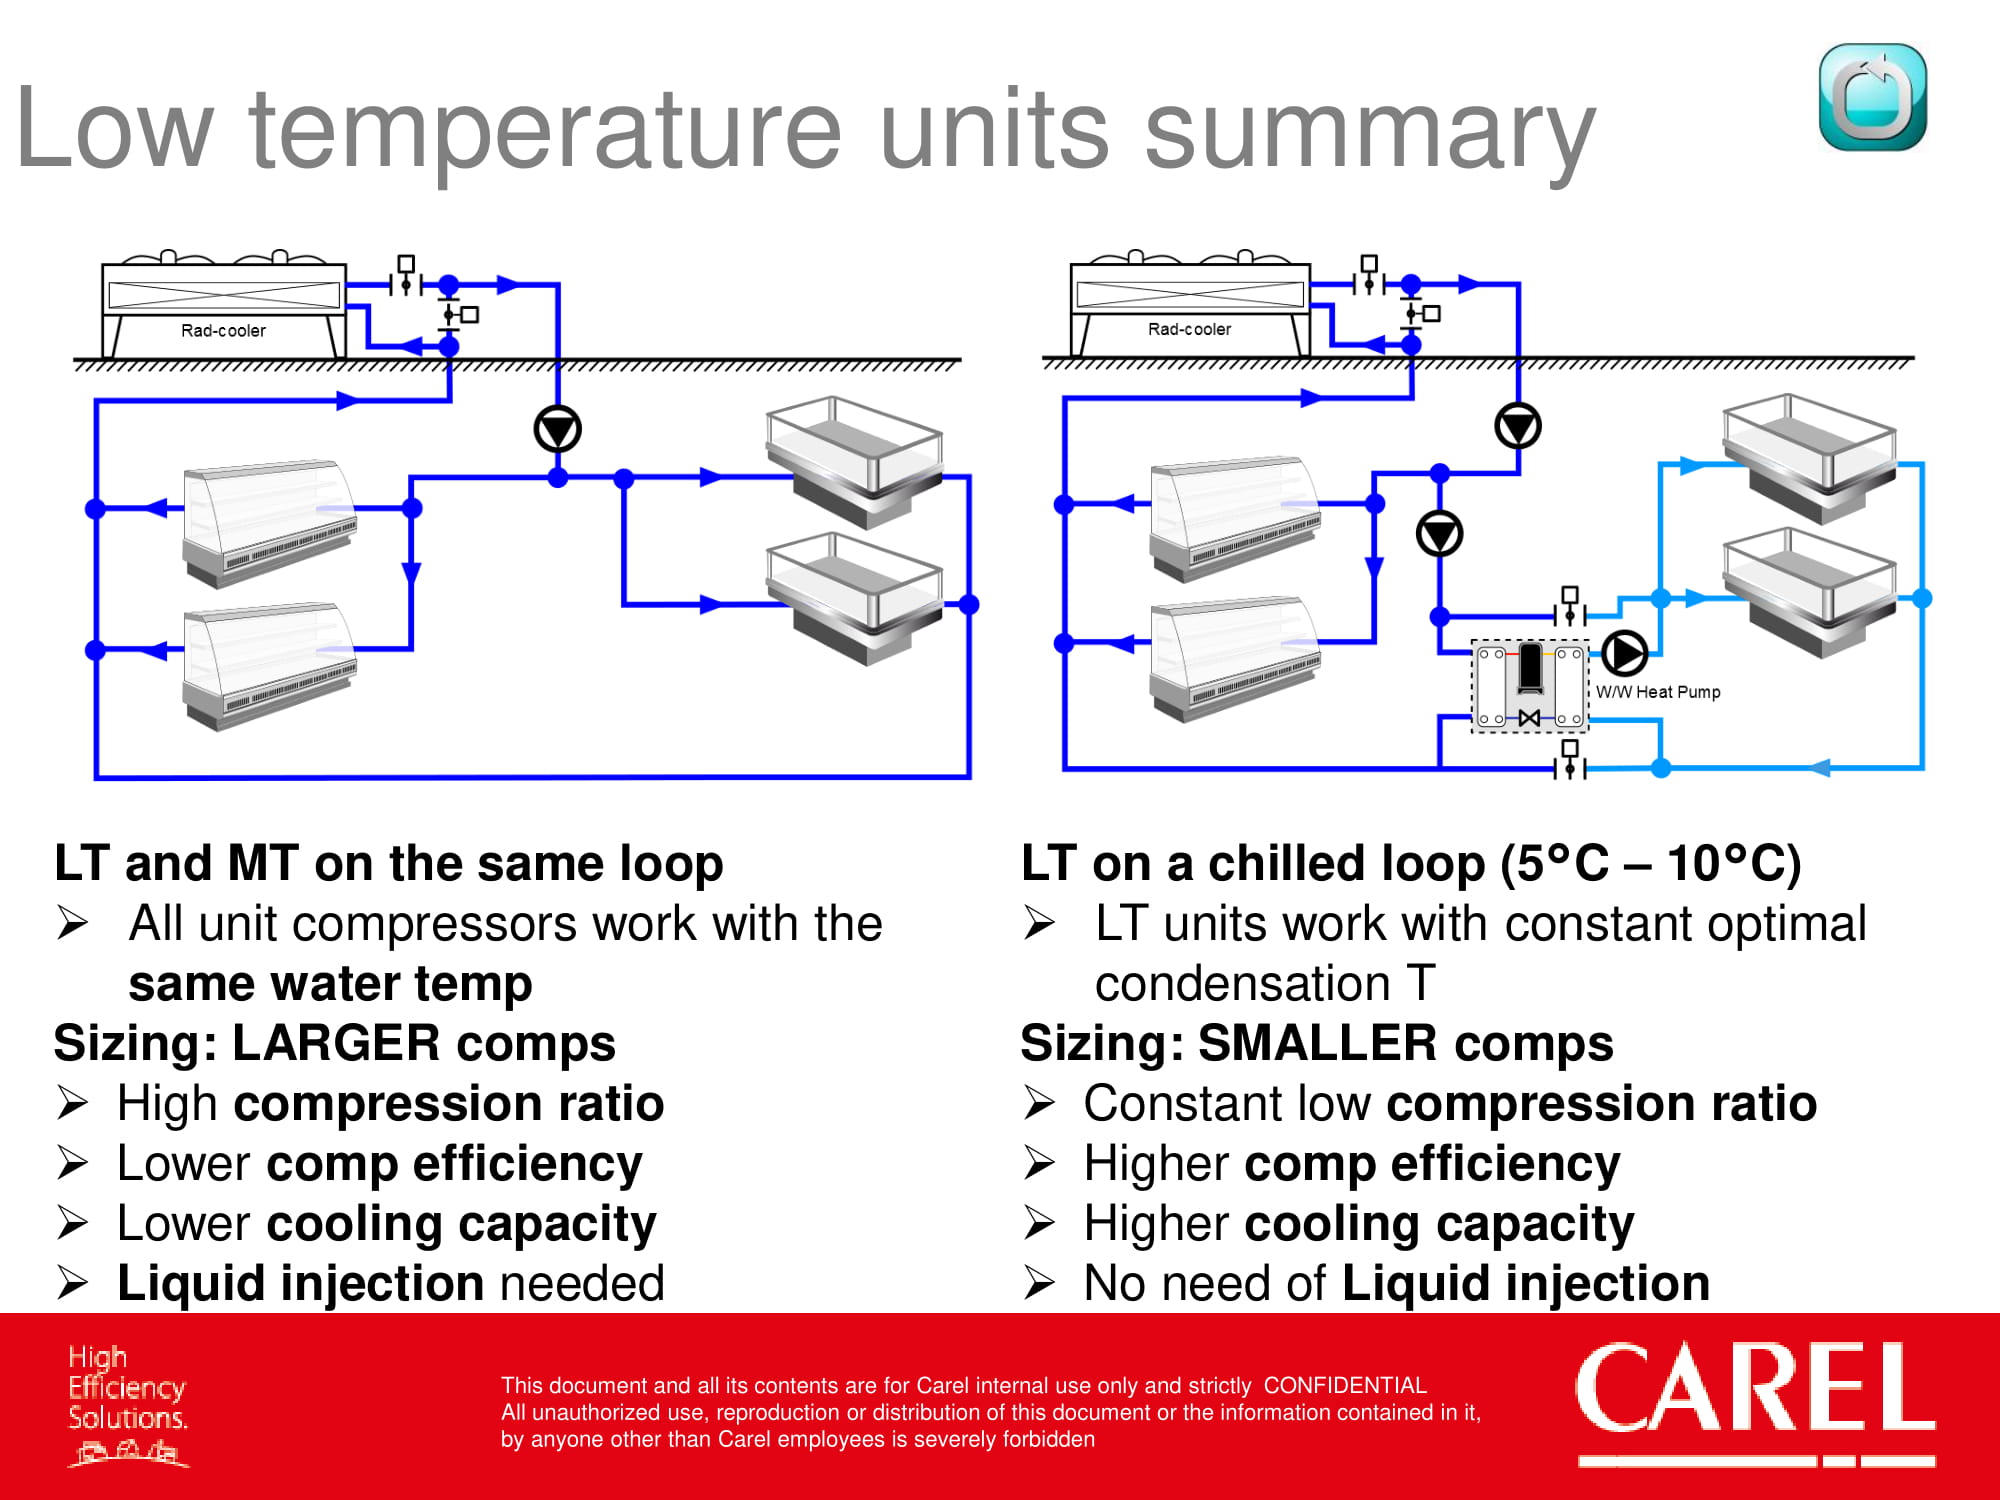 Low temperature units summary
Rad-cooler
Rad-cooler
W/W Heat Pump
LT and MT on the same loop
➢ All unit compressors work with the
same water temp
Sizing: LARGER comps
➢ High compression ratio
➢ Lower comp efficiency
➢ Lower cooling capacity
➢ Liquid injection needed
LT on a chilled loop (5°C – 10°C)
➢ LT units work with constant optimal
condensation T
Sizing: SMALLER comps
➢ Constant low compression ratio
➢ Higher comp efficiency
➢ Higher cooling capacity
➢ No need of Liquid injection
High
Efficiency
Solutions.
This document and all its contents are for Carel internal use only and strictly CONFIDENTIAL
All unauthorized use, reproduction or distribution of this document or the information contained in it,
by anyone other than Carel employees is severely forbidden
CAREL